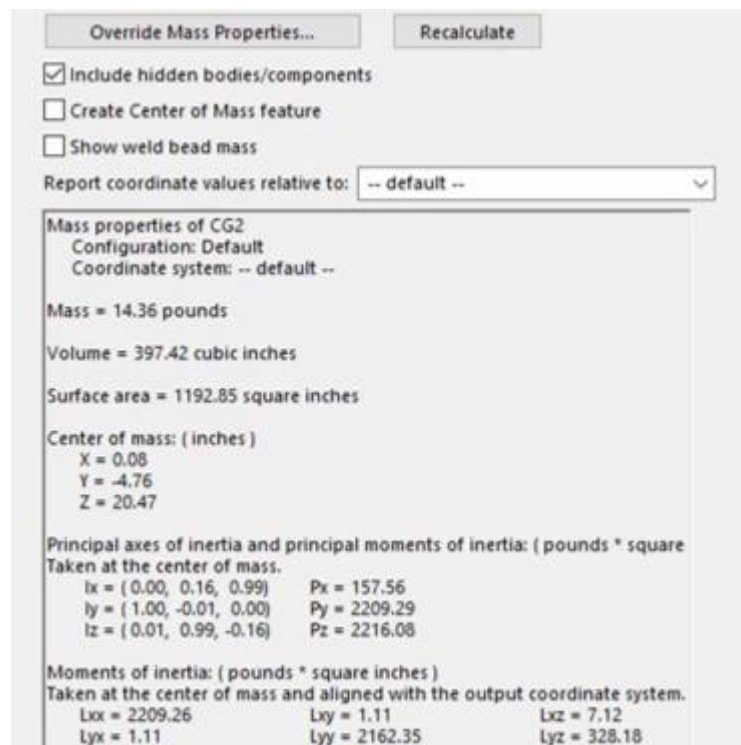 Override Mass Properties... Recalculate
Include hidden bodies/components
Create Center of Mass feature
Show weld bead mass
Report coordinate values relative to: -- default --
Mass properties of CG2
Configuration: Default
Coordinate system: -- default --
Mass = 14.36 pounds
Volume = 397.42 cubic inches
Surface area = 1192.85 square inches
Center of mass: ( inches )
X = 0.08
Y = -4.76
Z = 20.47
Principal axes of inertia and principal moments of inertia: ( pounds * square
Taken at the center of mass.
Ix = ( 0.00, 0.16, 0.99) Px = 157.56
Iy = ( 1.00, -0.01, 0.00) Py = 2209.29
Iz = ( 0.01, 0.99, -0.16) Pz = 2216.08
Moments of inertia: ( pounds * square inches )
Taken at the center of mass and aligned with the output coordinate system.
Lxx = 2209.26 Lxy = 1.11 Lxz = 7.12
Lyx = 1.11 Lyy = 2162.35 Lyz = 328.18